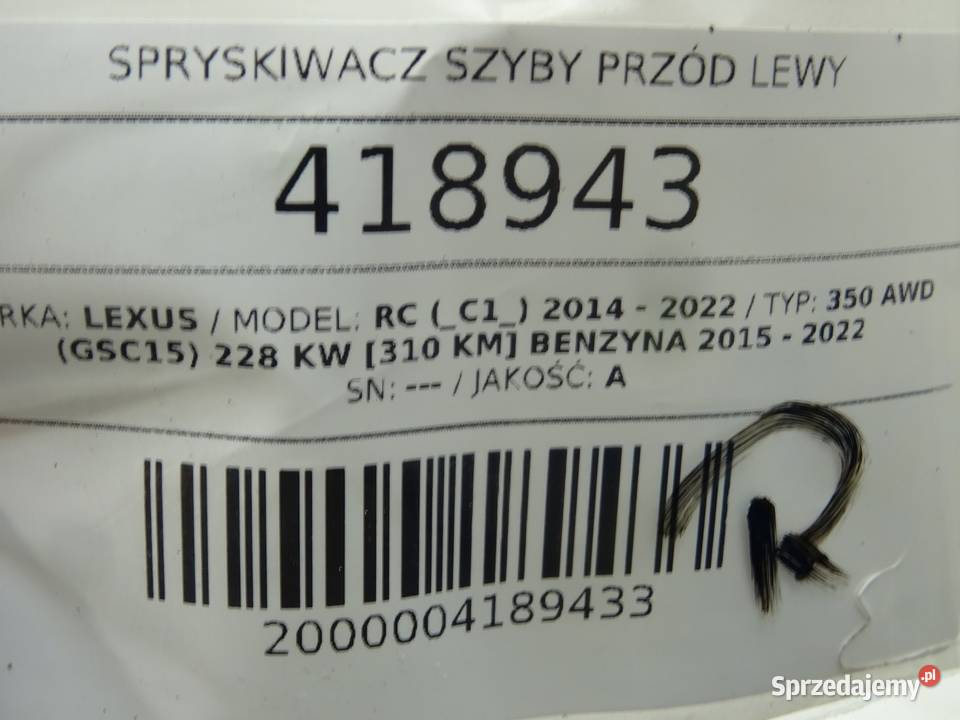 SPRYSKIWACZ SZYBY PRZÓD LEWY
418943
RKA: LEXUS / MODEL: RC (_C1_) 2014 - 2022 / TYP: 350 AWD
(GSC15) 228 KW [310 KM] BENZYNA 2015 - 2022
SN: --- / JAKOŚĆ: A
R
2000004189433
Sprzedajemy.pl